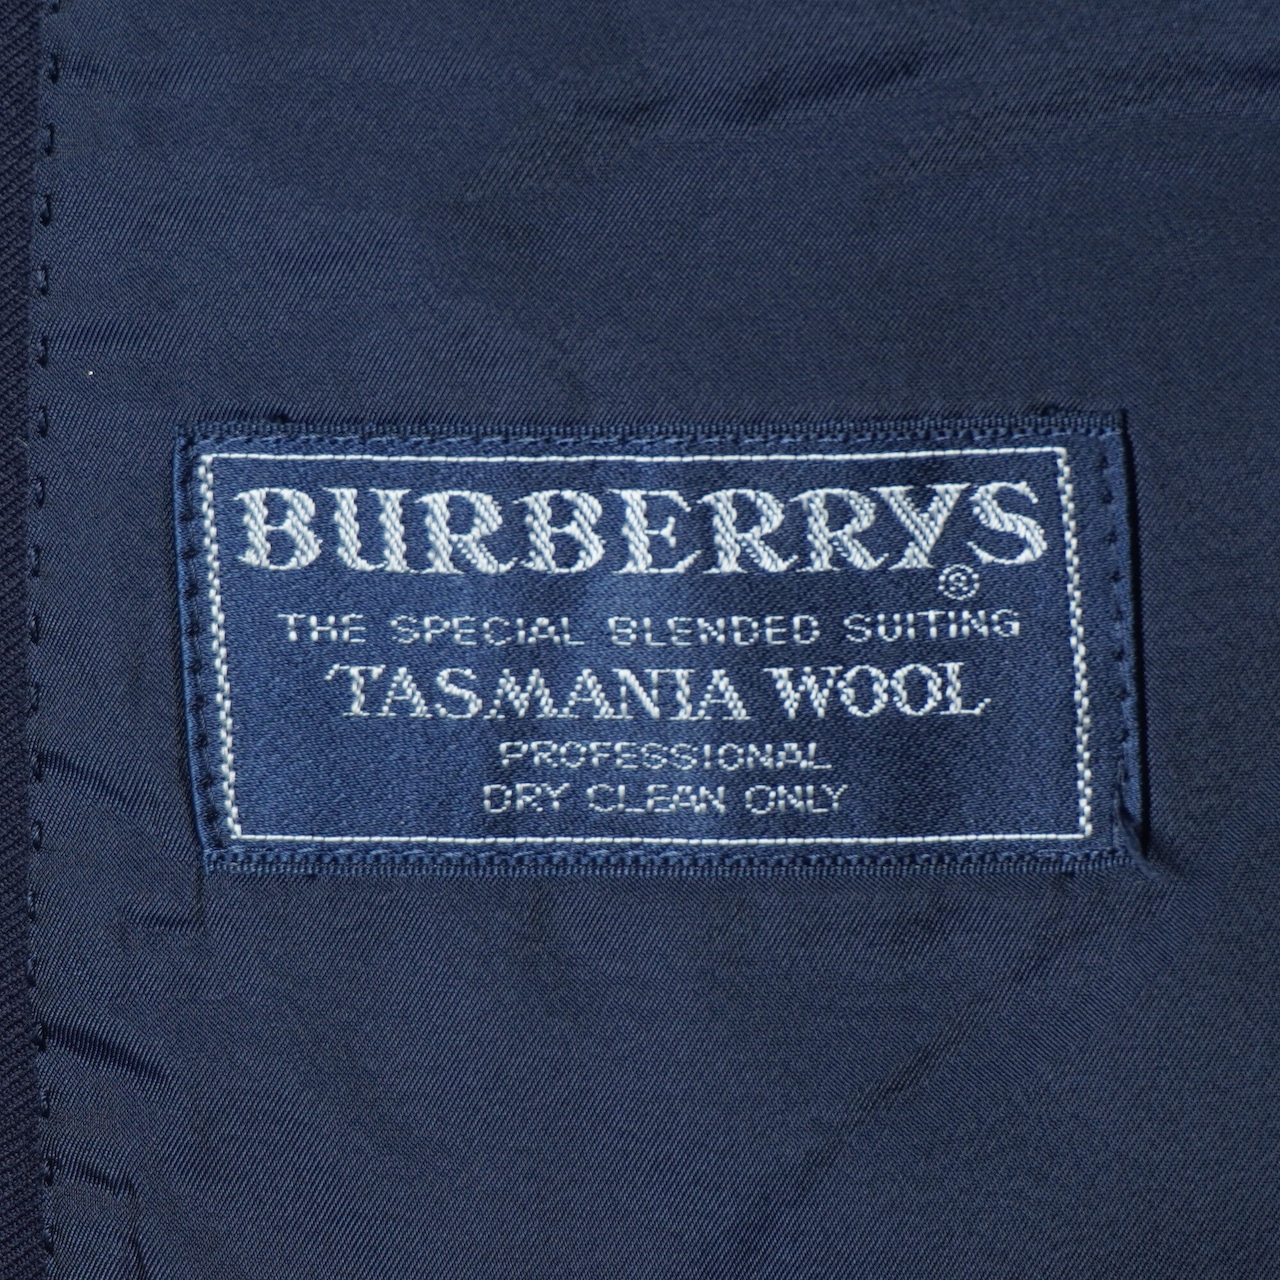 BURBERRYS
®
THE SPECIAL BLENDED SUITING
TASMANIA WOOL
PROFESSIONAL
DRY CLEAN ONLY